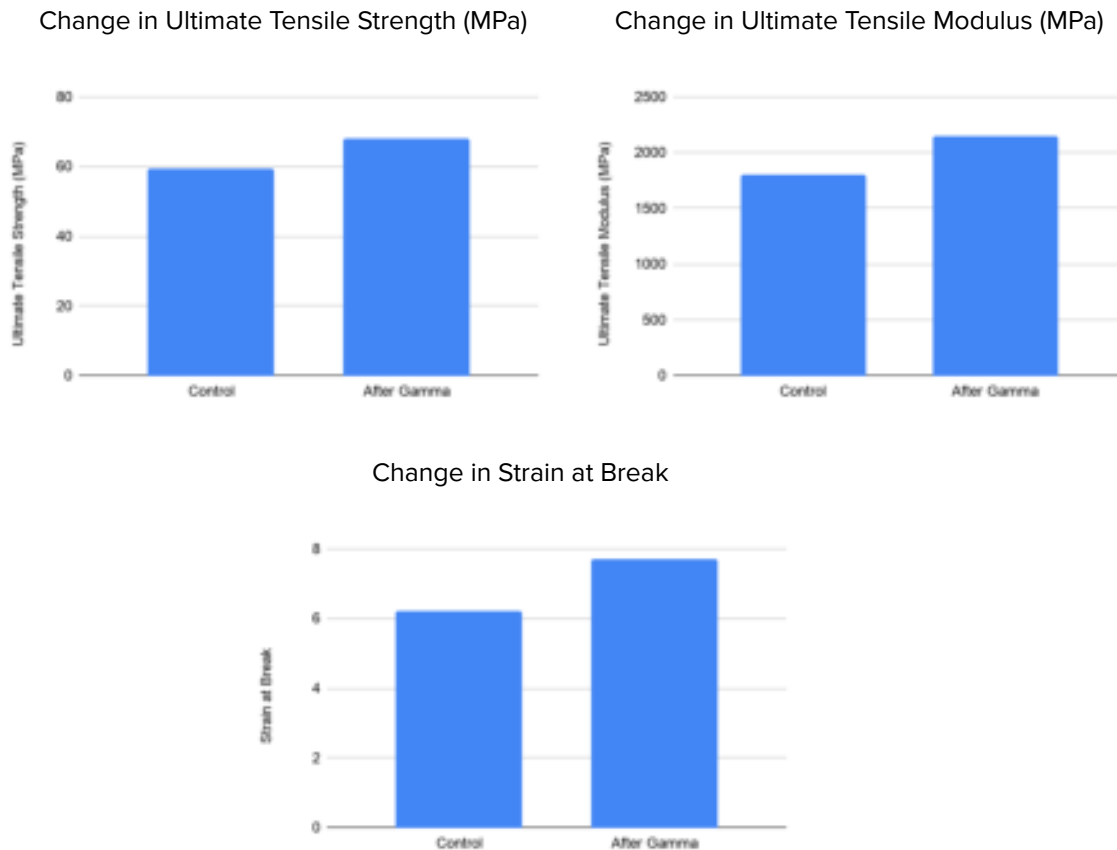 Change in Ultimate Tensile Strength (MPa)
Ultimate Tensile Strength (MPa)
80
60
40
20
0
Control
After Gamma
Change in Ultimate Tensile Modulus (MPa)
Ultimate Tensile Modulus (MPa)
2500
2000
1500
1000
500
0
Control
After Gamma
Change in Strain at Break
Strain at Break
8
6
4
2
0
Control
After Gamma